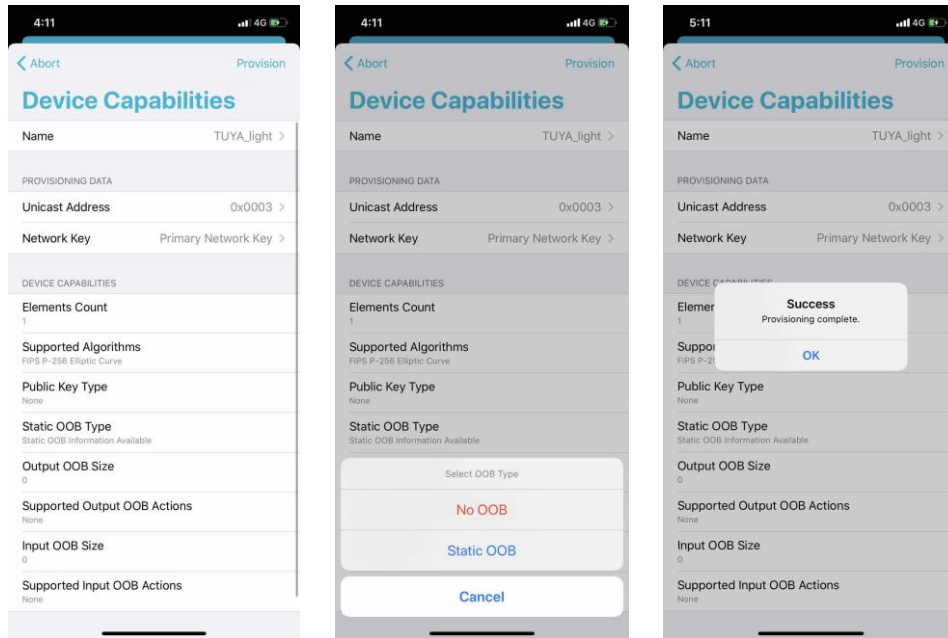 4:11
4G
Abort
Provision
Device Capabilities
Name
TUYA_light
PROVISIONING DATA
Unicast Address
0x0003
Network Key
Primary Network Key
DEVICE CAPABILITIES
Elements Count
1
Supported Algorithms
FIPS P-256 Elliptic Curve
Public Key Type
None
Static OOB Type
Static OOB Information Available
Output OOB Size
0
Supported Output OOB Actions
None
Input OOB Size
0
Supported Input OOB Actions
None
4:11
4G
Abort
Provision
Device Capabilities
Name
TUYA_light
PROVISIONING DATA
Unicast Address
0x0003
Network Key
Primary Network Key
DEVICE CAPABILITIES
Elements Count
1
Supported Algorithms
FIPS P-256 Elliptic Curve
Public Key Type
None
Static OOB Type
Static OOB Information Available
Select OOB Type
No OOB
Static OOB
Cancel
5:11
4G
Abort
Provision
Device Capabilities
Name
TUYA_light
PROVISIONING DATA
Unicast Address
0x0003
Network Key
Primary Network Key
DEVICE
Success
Provisioning complete.
OK
1
Public Key Type
None
Static OOB Type
Static OOB Information Available
Output OOB Size
0
Supported Output OOB Actions
None
Input OOB Size
0
Supported Input OOB Actions
None